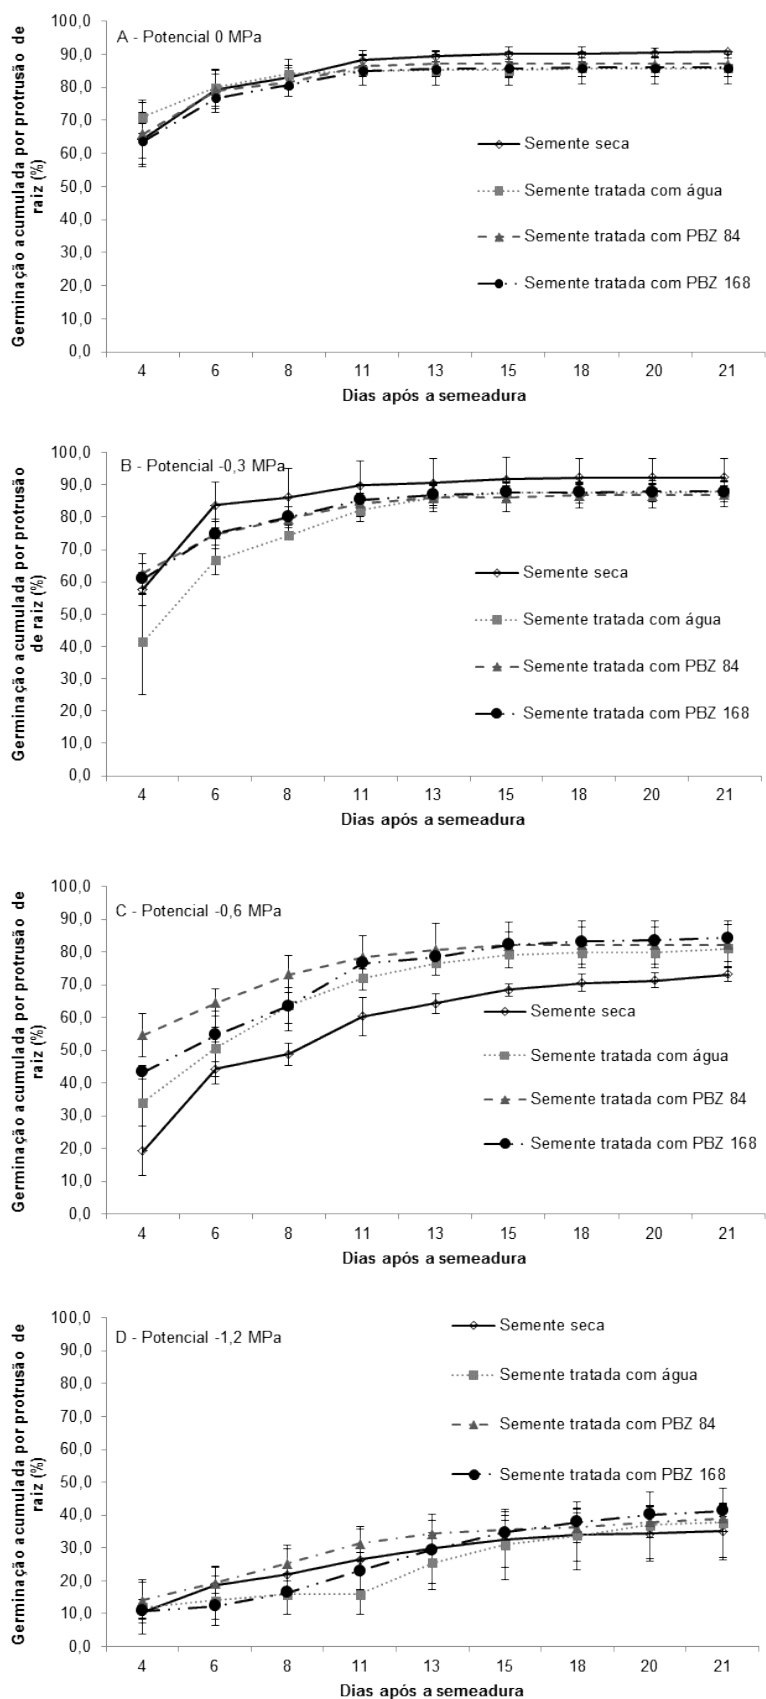 Germinação acumulada por protrusão de
raiz (%)
100,0
90,0
80,0
70,0
60,0
50,0
40,0
30,0
20,0
10,0
0,0
A - Potencial 0 MPa
Semente seca
Semente tratada com água
Semente tratada com PBZ 84
Semente tratada com PBZ 168
4 6 8 11 13 15 18 20 21
Dias após a semeadura
Germinação acumulada por protrusão
de raiz (%)
100,0
90,0
80,0
70,0
60,0
50,0
40,0
30,0
20,0
10,0
0,0
B - Potencial -0,3 MPa
Semente seca
Semente tratada com água
Semente tratada com PBZ 84
Semente tratada com PBZ 168
4 6 8 11 13 15 18 20 21
Dias após a semeadura
Germinação acumulada por protrusão de
raiz (%)
100,0
90,0
80,0
70,0
60,0
50,0
40,0
30,0
20,0
10,0
0,0
C - Potencial -0,6 MPa
Semente seca
Semente tratada com água
Semente tratada com PBZ 84
Semente tratada com PBZ 168
4 6 8 11 13 15 18 20 21
Dias após a semeadura
Germinação acumulada por protrusão de
raiz (%)
100,0
90,0
80,0
70,0
60,0
50,0
40,0
30,0
20,0
10,0
0,0
D - Potencial -1,2 MPa
Semente seca
Semente tratada com água
Semente tratada com PBZ 84
Semente tratada com PBZ 168
4 6 8 11 13 15 18 20 21
Dias após a semeadura